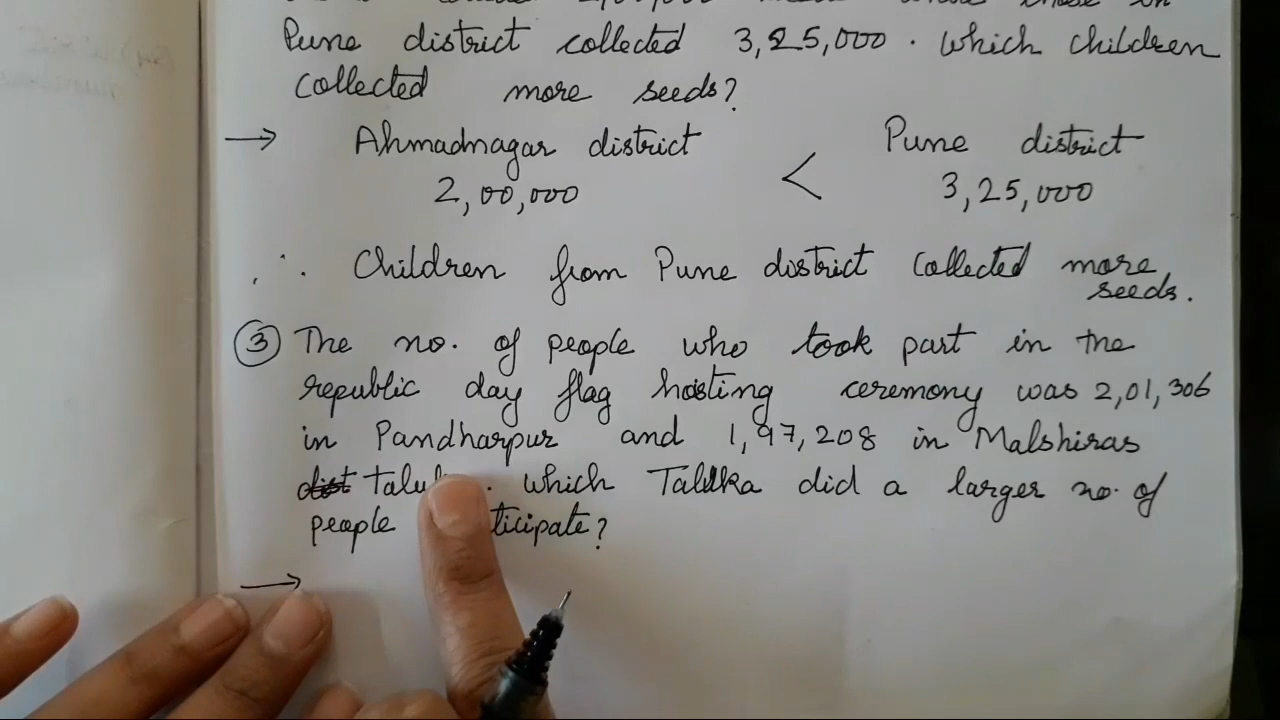 Pune district collected 3,25,000. Which children
collected more seeds?
→ Ahmadnagar district < Pune district
2,00,000 3,25,000
∴ Children from Pune district collected more
seeds.
③ The no. of people who took part in the
republic day flag hoisting ceremony was 2,01,306
in Pandharpur and 1,97,208 in Malshiras
dist talu . which Taluka did a larger no. of
people ticipate?
→